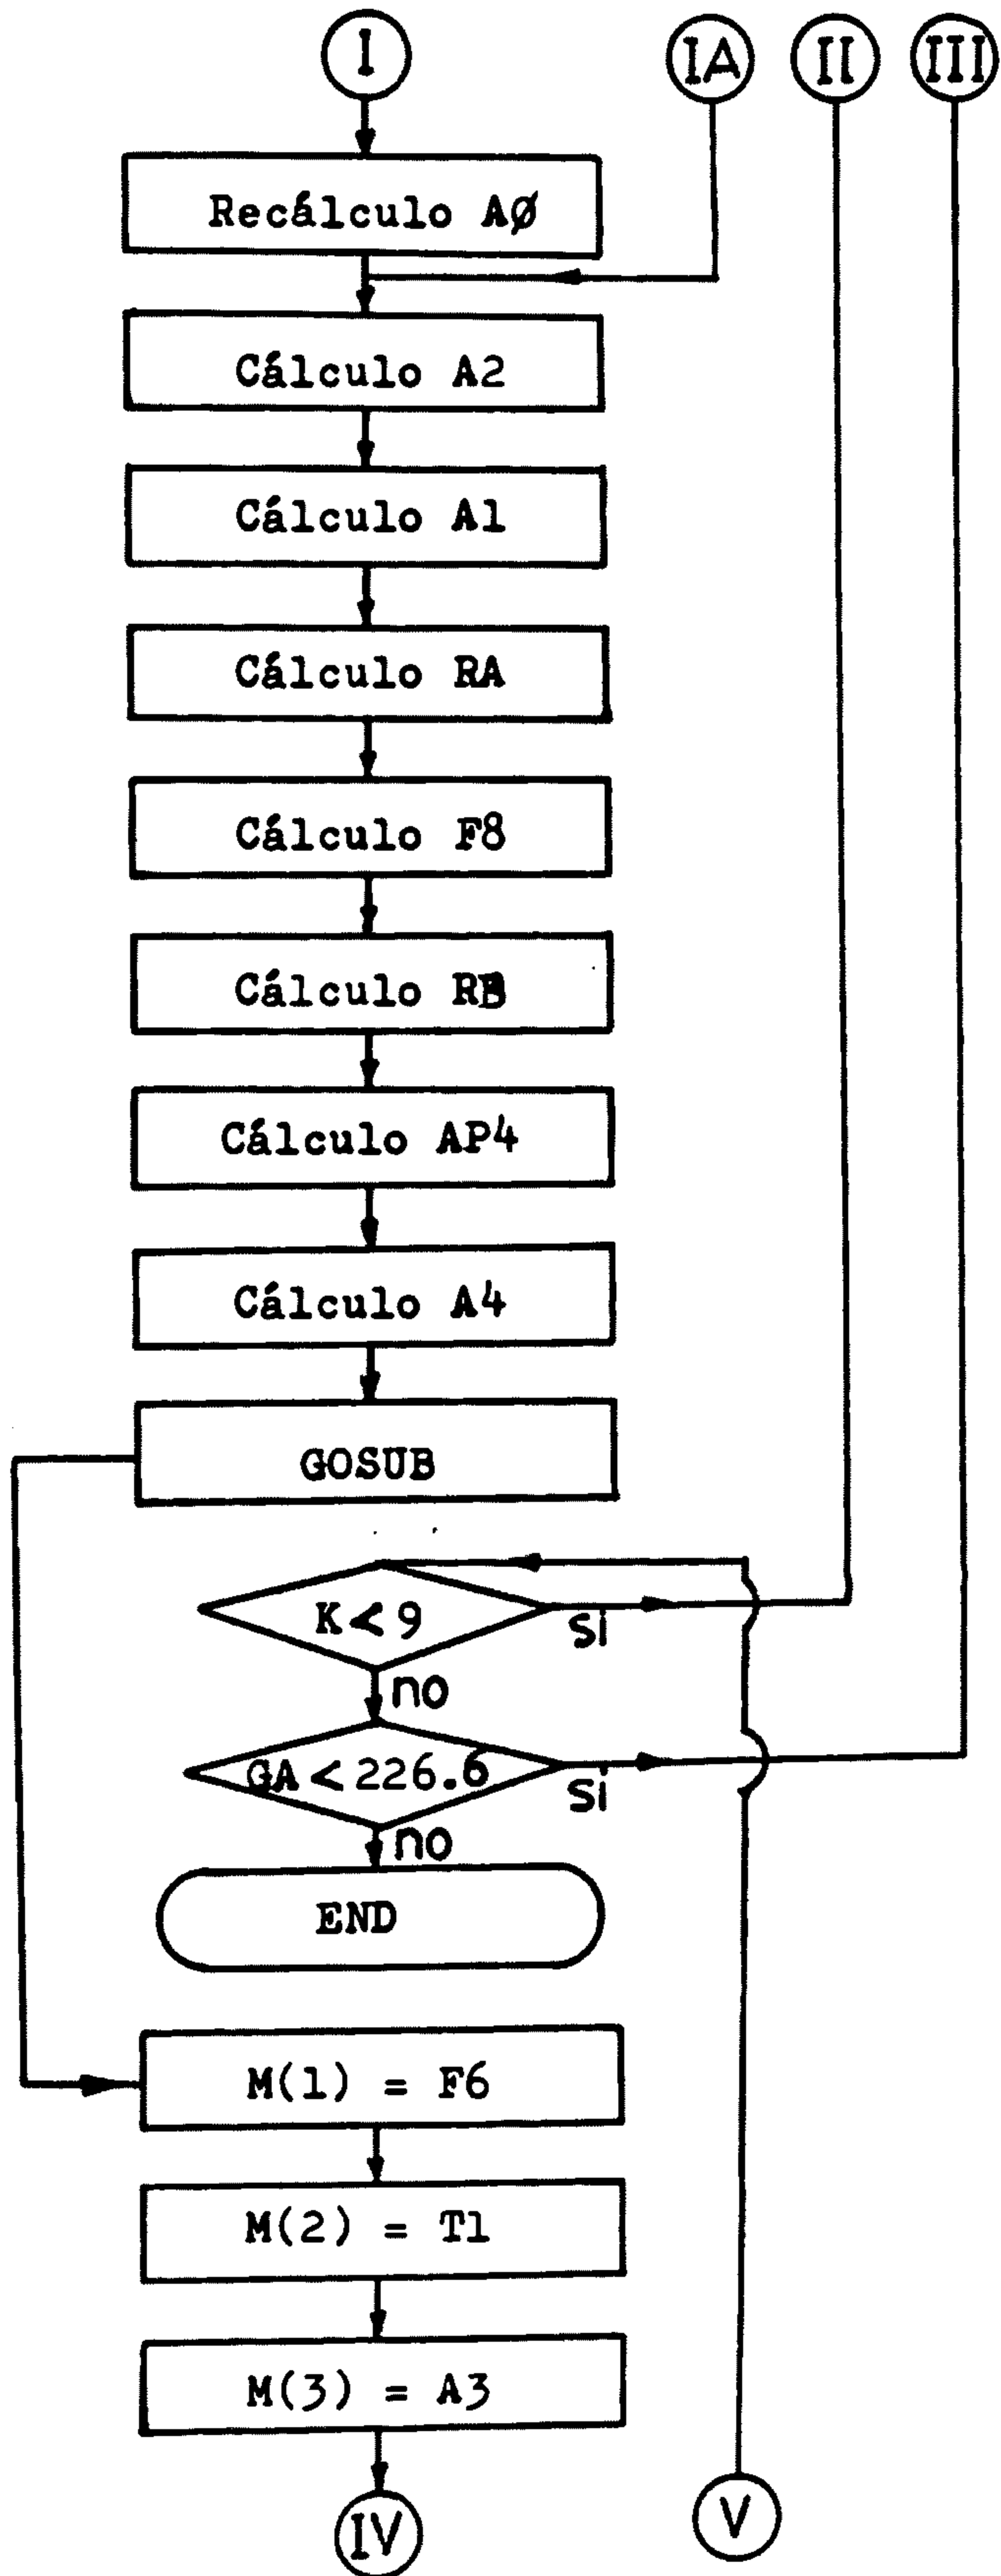 I
IA
II
III
Recálculo AØ
Cálculo A2
Cálculo A1
Cálculo RA
Cálculo F8
Cálculo RB
Cálculo AP4
Cálculo A4
GOSUB
K < 9
si
no
GA < 226.6
si
no
END
M(1) = F6
M(2) = T1
M(3) = A3
IV
V